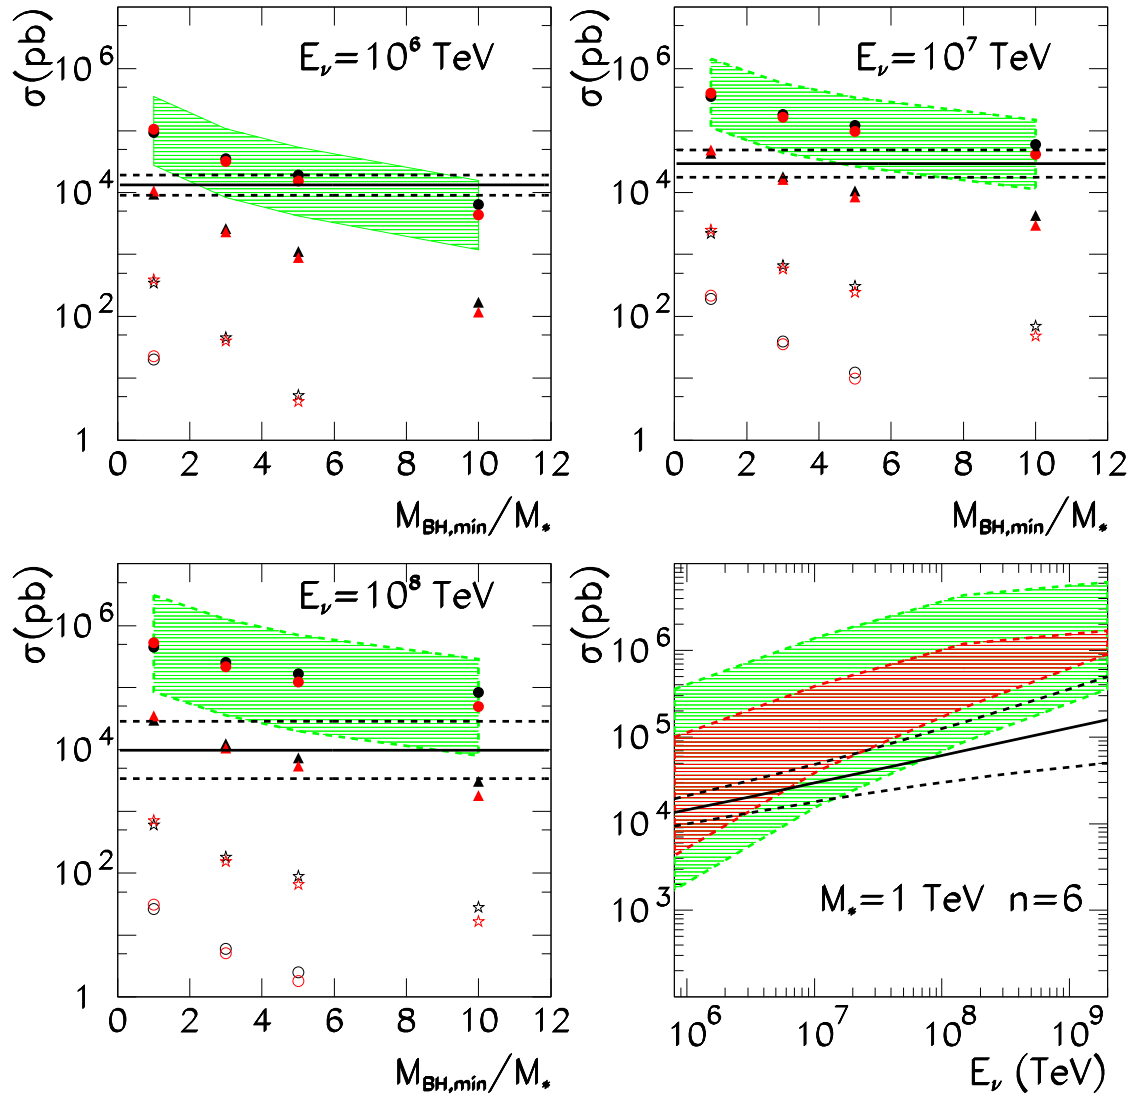 σ(pb)
E_ν=10^6 TeV
10^6
10^4
10^2
1
0 2 4 6 8 10 12
M_BH,min/M_*
σ(pb)
E_ν=10^7 TeV
10^6
10^4
10^2
1
0 2 4 6 8 10 12
M_BH,min/M_*
σ(pb)
E_ν=10^8 TeV
10^6
10^4
10^2
1
0 2 4 6 8 10 12
M_BH,min/M_*
σ(pb)
10^6
10^5
10^4
10^3
M_*=1 TeV n=6
10^6 10^7 10^8 10^9
E_ν (TeV)